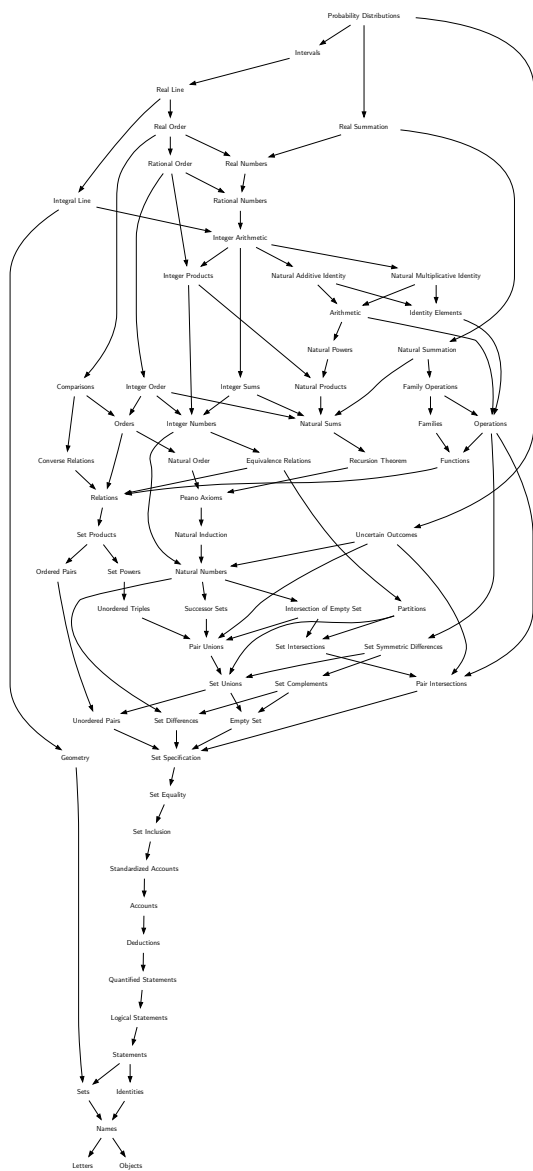 Probability Distributions
Intervals
Real Line
Real Order
Real Summation
Rational Order
Real Numbers
Integral Line
Rational Numbers
Integer Arithmetic
Integer Products
Natural Additive Identity
Natural Multiplicative Identity
Arithmetic
Identity Elements
Natural Powers
Natural Summation
Comparisons
Integer Order
Integer Sums
Natural Products
Family Operations
Orders
Integer Numbers
Natural Sums
Families
Operations
Converse Relations
Natural Order
Equivalence Relations
Recursion Theorem
Functions
Relations
Peano Axioms
Set Products
Natural Induction
Uncertain Outcomes
Ordered Pairs
Set Powers
Natural Numbers
Unordered Triples
Successor Sets
Intersection of Empty Set
Partitions
Pair Unions
Set Intersections
Set Symmetric Differences
Set Unions
Set Complements
Pair Intersections
Unordered Pairs
Set Differences
Empty Set
Geometry
Set Specification
Set Equality
Set Inclusion
Standardized Accounts
Accounts
Deductions
Quantified Statements
Logical Statements
Statements
Sets
Identities
Names
Letters
Objects